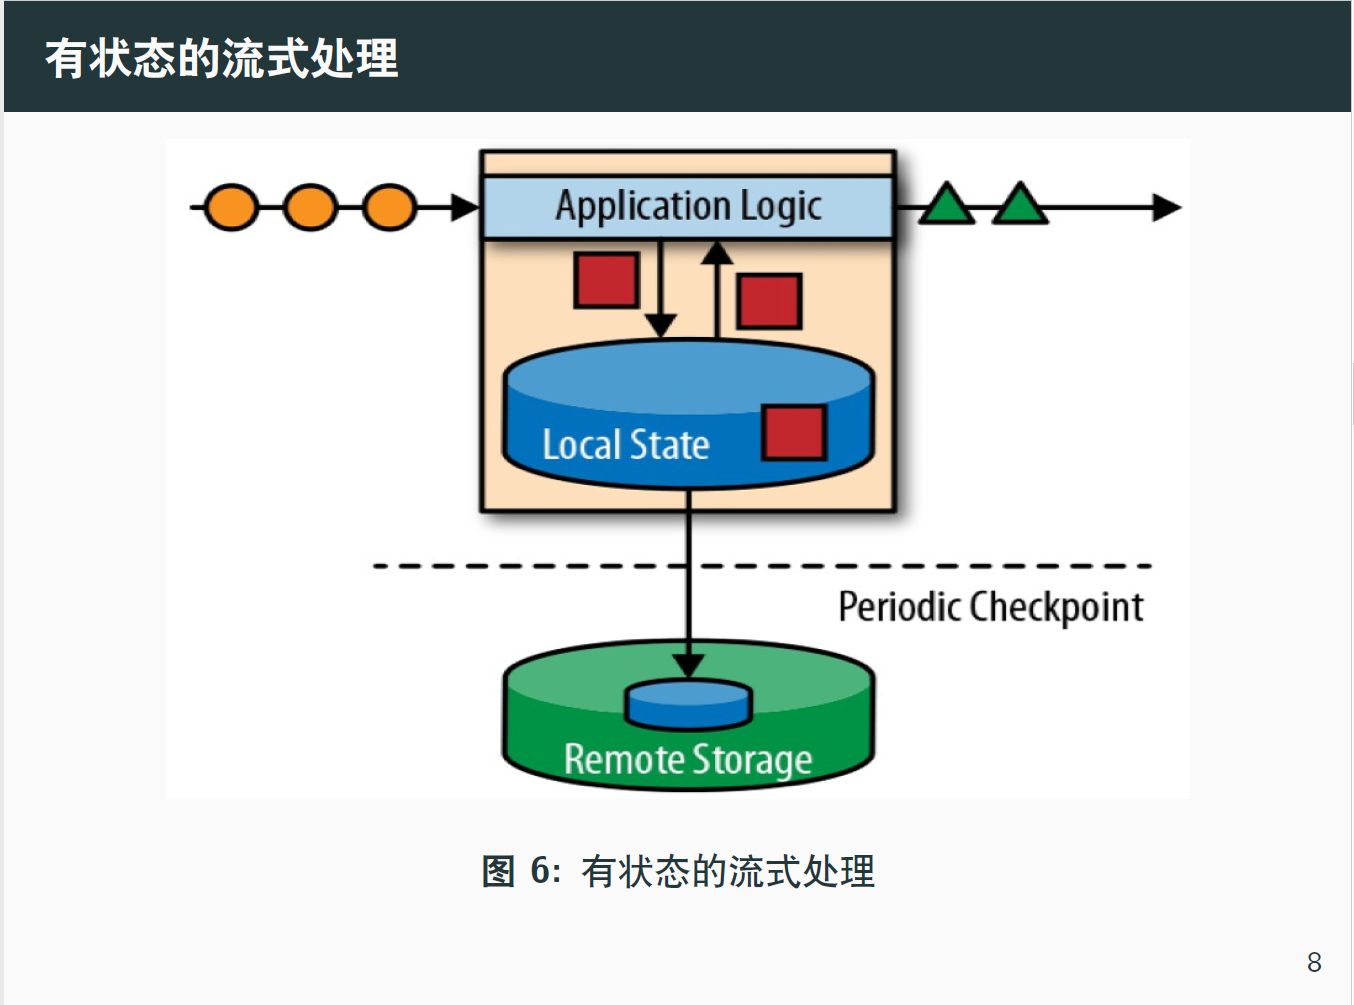 有状态的流式处理
Application Logic
Local State
Periodic Checkpoint
Remote Storage
图 6: 有状态的流式处理
8